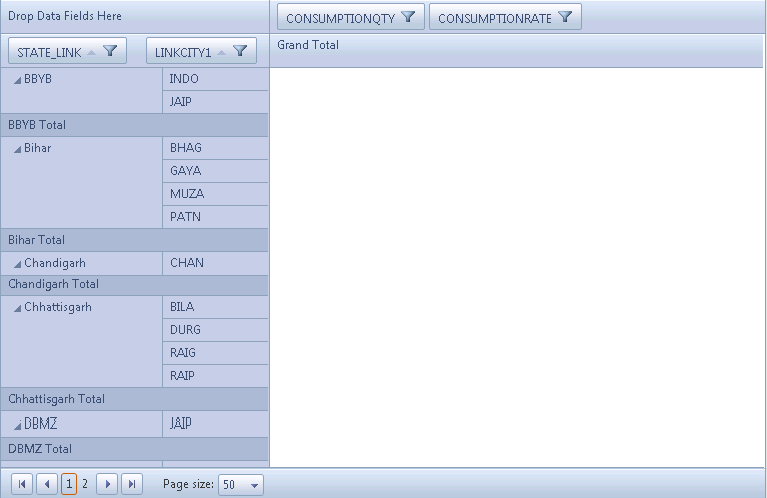 Drop Data Fields Here CONSUMPTIONQTY CONSUMPTIONRATE
STATE_LINK LINKCITY1 Grand Total
BBYB INDO
JAIP
BBYB Total
Bihar BHAG
GAYA
MUZA
PATN
Bihar Total
Chandigarh CHAN
Chandigarh Total
Chhattisgarh BILA
DURG
RAIG
RAIP
Chhattisgarh Total
DBMZ JAIP
DBMZ Total
1 2 Page size: 50